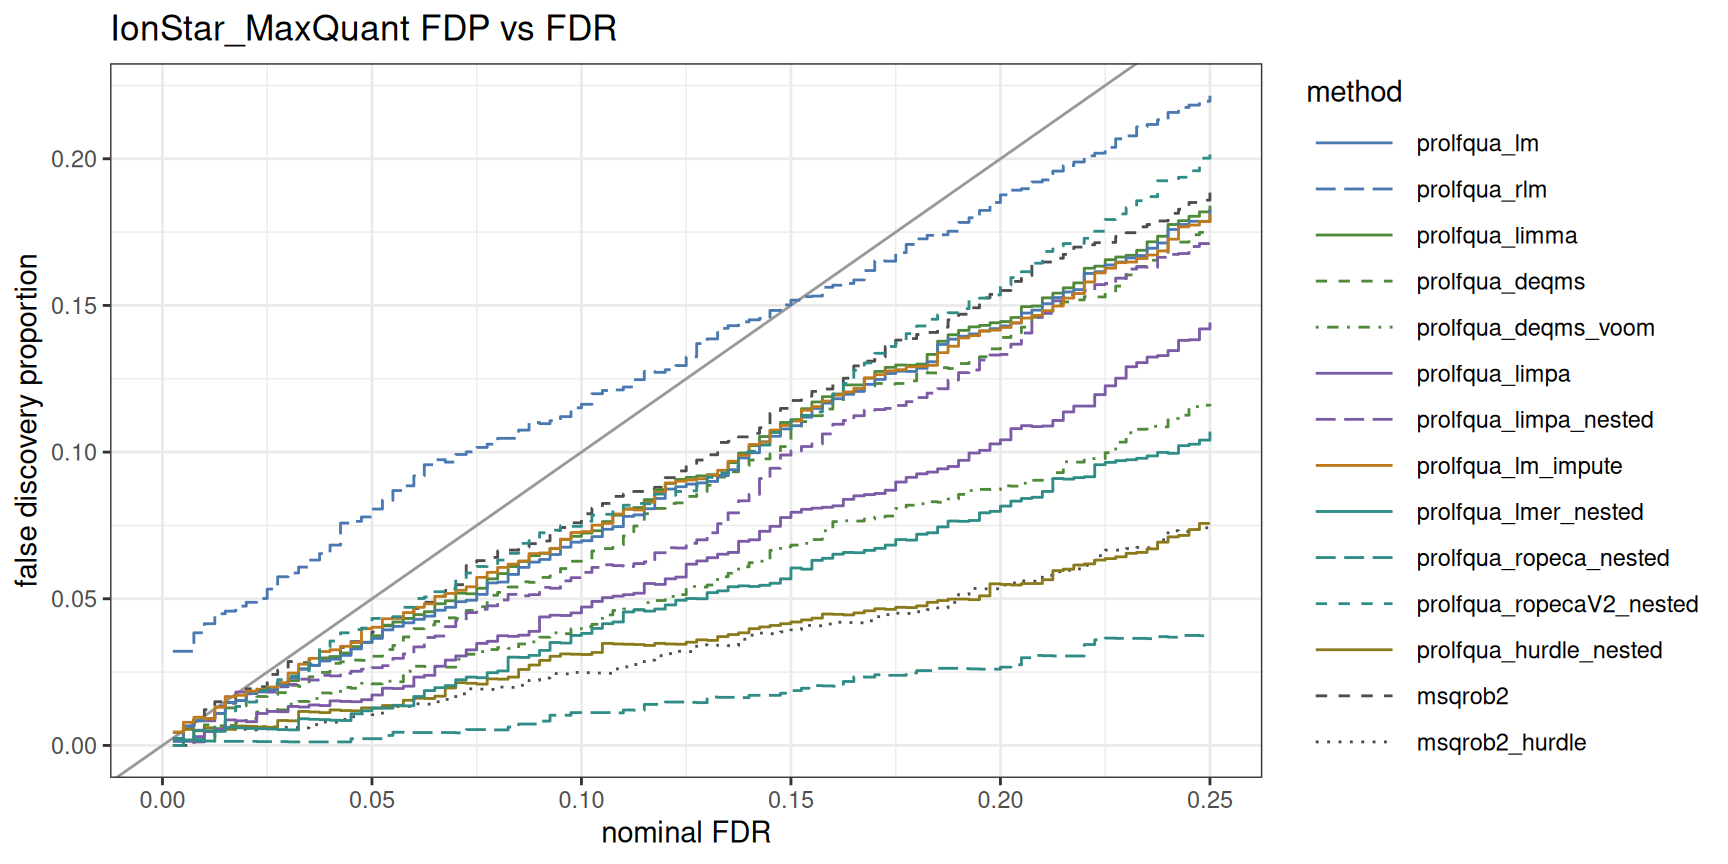 IonStar_MaxQuant FDP vs FDR
false discovery proportion
0.20
0.15
0.10
0.05
0.00
0.00 0.05 0.10 0.15 0.20 0.25
nominal FDR
method
prolfqua_lm
prolfqua_rlm
prolfqua_limma
prolfqua_deqms
prolfqua_deqms_voom
prolfqua_limpa
prolfqua_limpa_nested
prolfqua_lm_impute
prolfqua_lmer_nested
prolfqua_ropeca_nested
prolfqua_ropecaV2_nested
prolfqua_hurdle_nested
msqrob2
msqrob2_hurdle